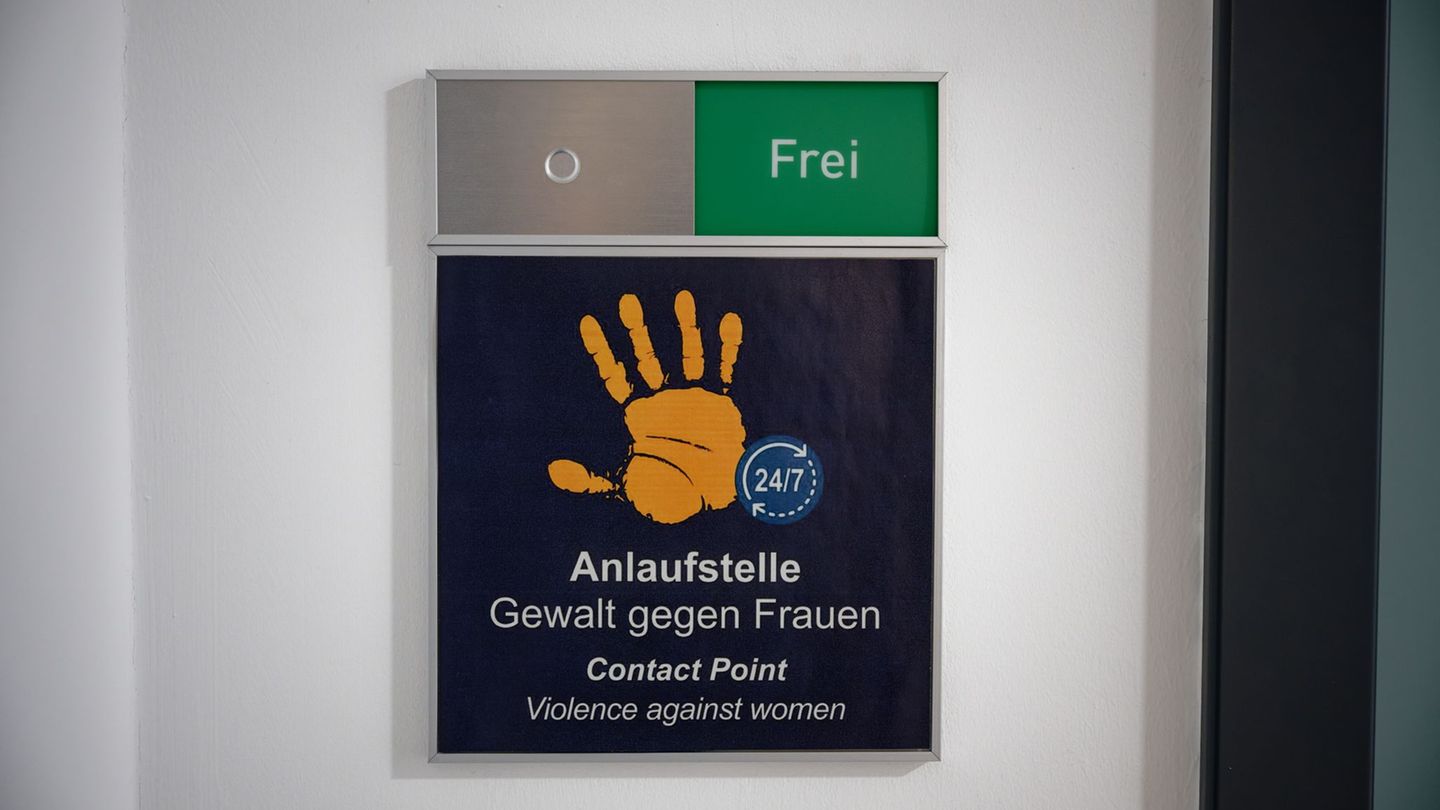 Frei
24/7
Anlaufstelle
Gewalt gegen Frauen
Contact Point
Violence against women